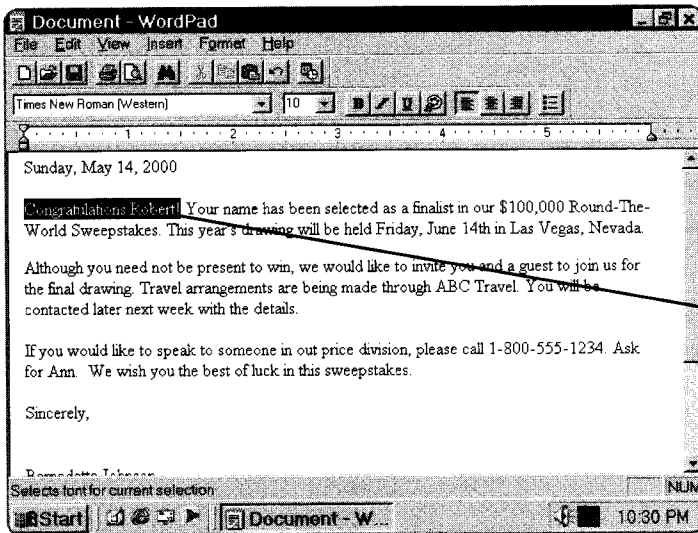 Document - WordPad
File Edit View Insert Format Help
Times New Roman (Western) 10
1 2 3 4 5
Sunday, May 14, 2000
Congratulations Robert! Your name has been selected as a finalist in our $100,000 Round-The-
World Sweepstakes. This year's drawing will be held Friday, June 14th in Las Vegas, Nevada.
Although you need not be present to win, we would like to invite you and a guest to join us for
the final drawing. Travel arrangements are being made through ABC Travel. You will be
contacted later next week with the details.
If you would like to speak to someone in out price division, please call 1-800-555-1234. Ask
for Ann. We wish you the best of luck in this sweepstakes.
Sincerely,
Selects font for current selection
NUM
Start Document - W... 10:30 PM